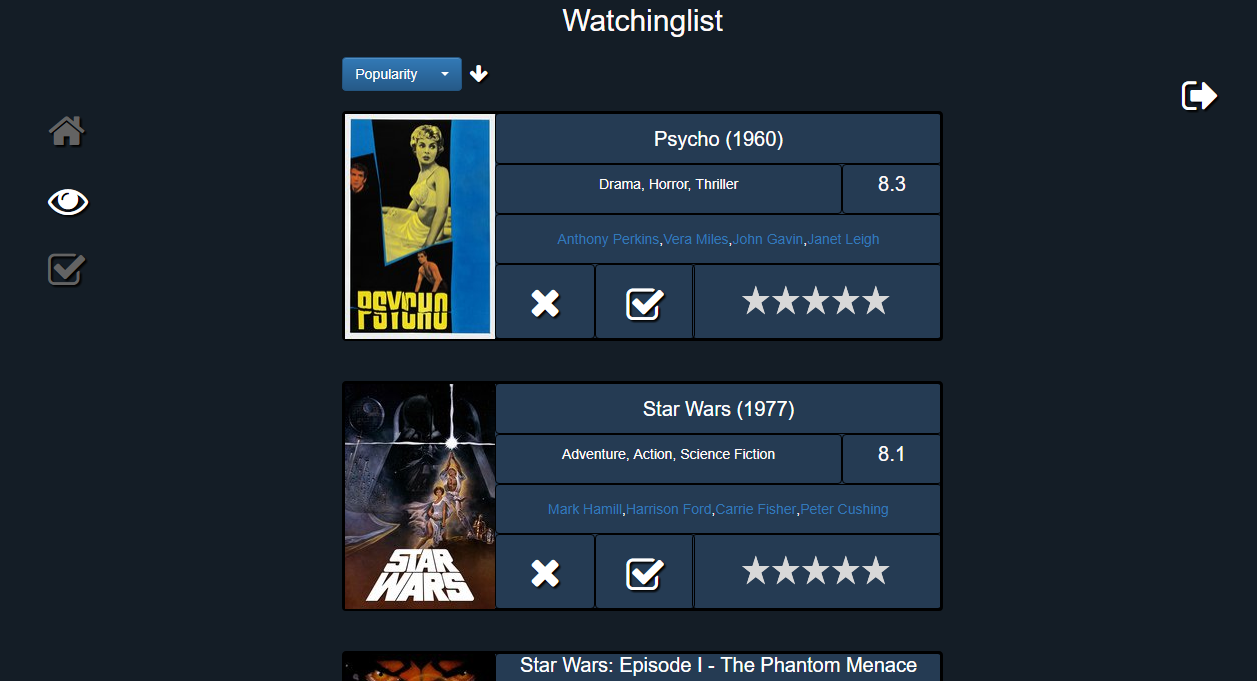 Watchinglist
Popularity
Psycho (1960)
Drama, Horror, Thriller
8.3
Anthony Perkins,Vera Miles,John Gavin,Janet Leigh
PSYCHO
Star Wars (1977)
Adventure, Action, Science Fiction
8.1
Mark Hamill,Harrison Ford,Carrie Fisher,Peter Cushing
STAR
WARS
Star Wars: Episode I - The Phantom Menace